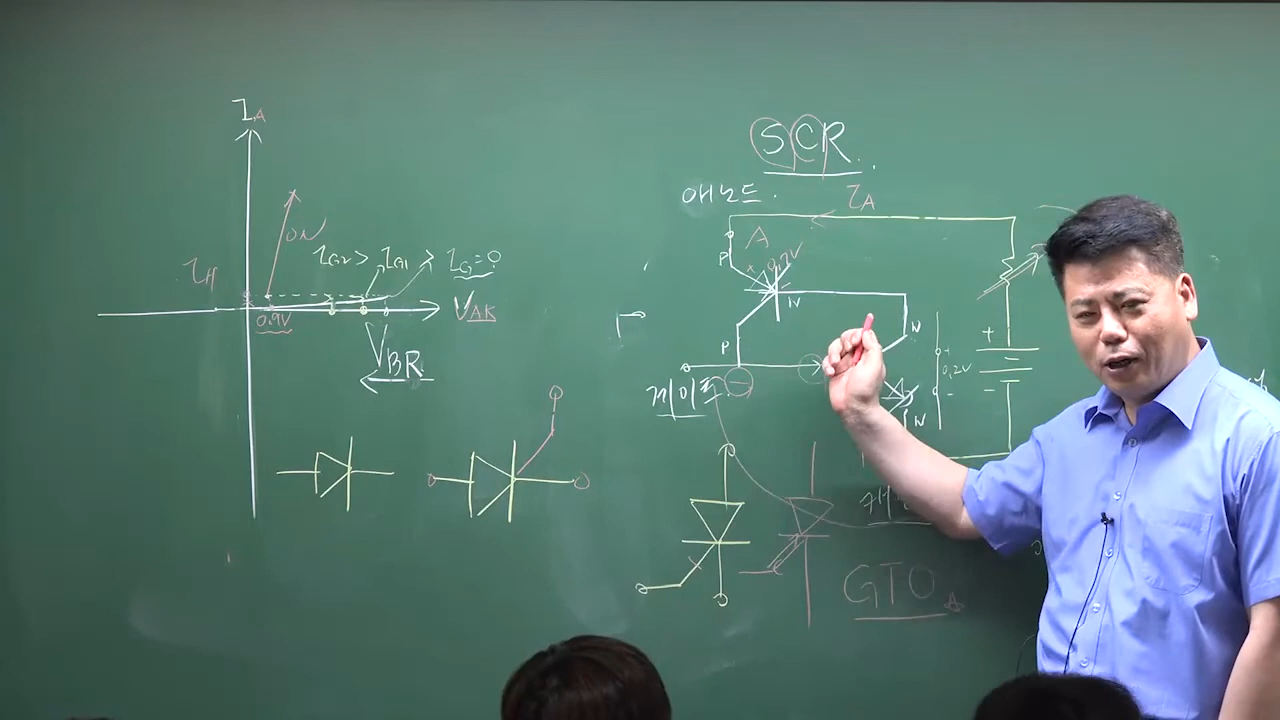 I_A
ON
I_H
I_G2 > I_G1 > I_G=0
0.9V
V_AK
V_BR
SCR
애노드.
I_A
A
P
0.7V
N
P
N
게이트
+
0.2V
-
N
+
-
GTO